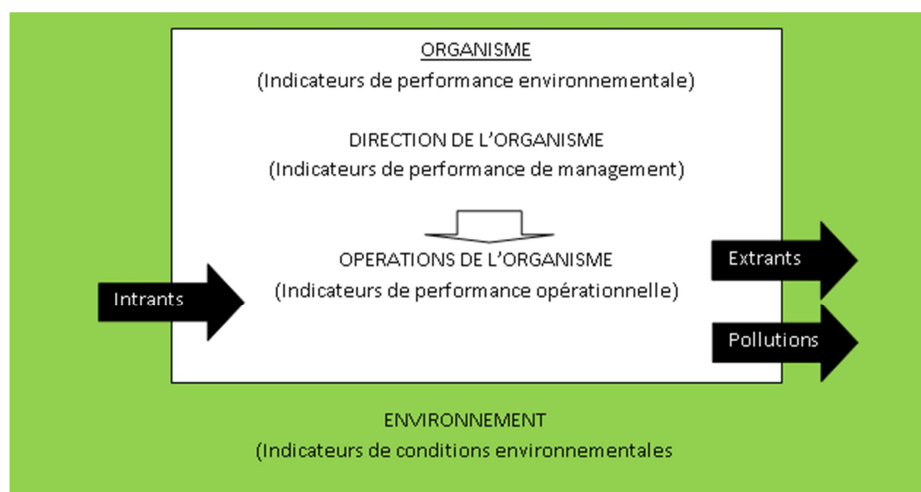 ORGANISME
(Indicateurs de performance environnementale)
DIRECTION DE L'ORGANISME
(Indicateurs de performance de management)
OPERATIONS DE L'ORGANISME
(Indicateurs de performance opérationnelle)
Intrants
Extrants
Pollutions
ENVIRONNEMENT
(Indicateurs de conditions environnementales